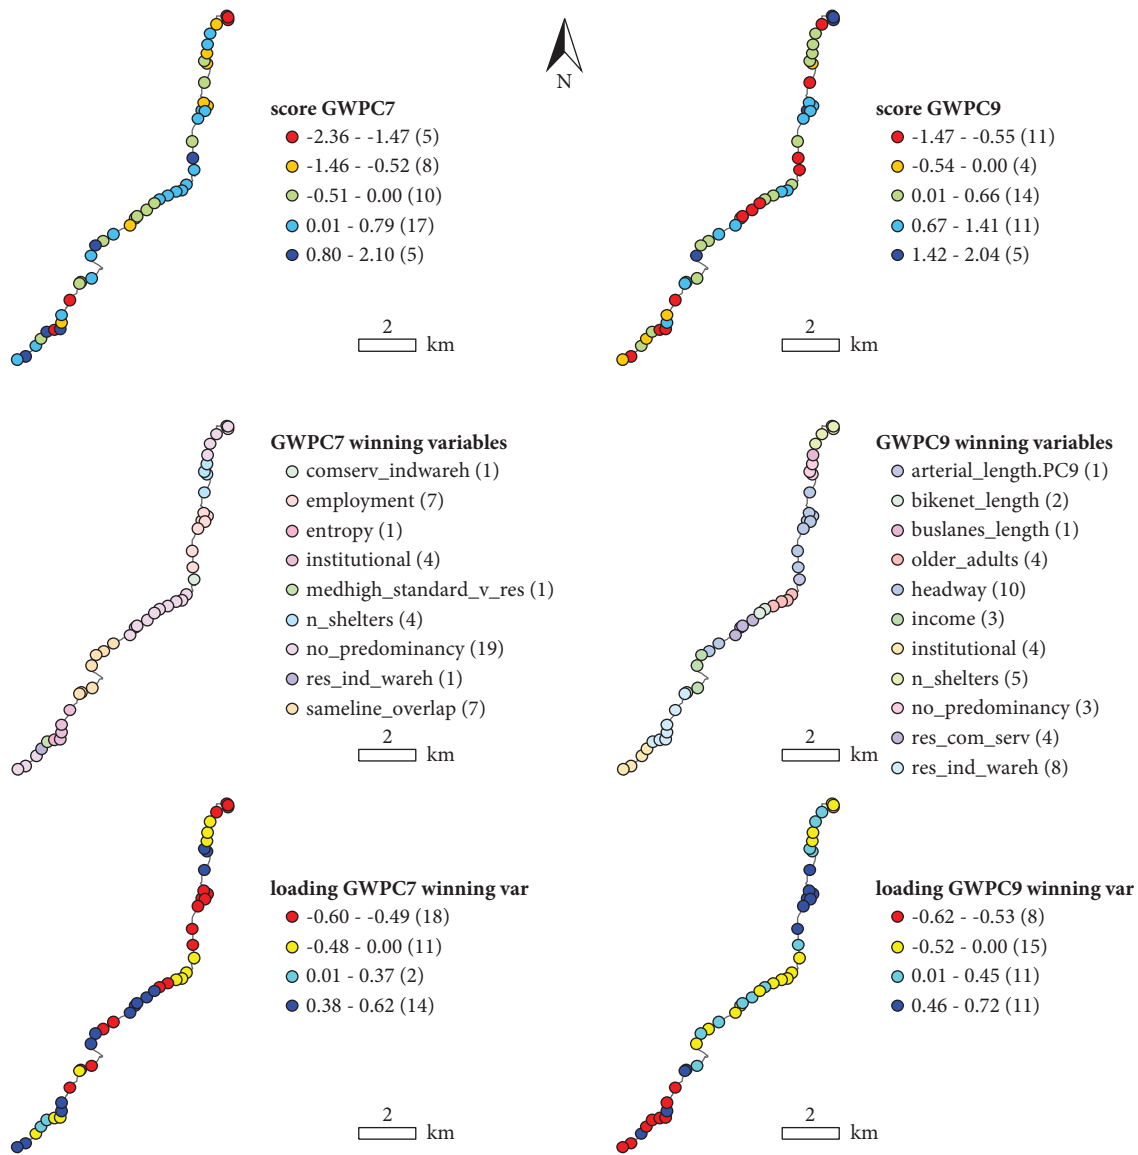 N
score GWPC7
-2.36 - -1.47 (5)
-1.46 - -0.52 (8)
-0.51 - 0.00 (10)
0.01 - 0.79 (17)
0.80 - 2.10 (5)
2
km
score GWPC9
-1.47 - -0.55 (11)
-0.54 - 0.00 (4)
0.01 - 0.66 (14)
0.67 - 1.41 (11)
1.42 - 2.04 (5)
2
km
GWPC7 winning variables
comserv_indwareh (1)
employment (7)
entropy (1)
institutional (4)
medhigh_standard_v_res (1)
n_shelters (4)
no_predominancy (19)
res_ind_wareh (1)
sameline_overlap (7)
2
km
GWPC9 winning variables
arterial_length.PC9 (1)
bikenet_length (2)
buslanes_length (1)
older_adults (4)
headway (10)
income (3)
institutional (4)
n_shelters (5)
no_predominancy (3)
res_com_serv (4)
res_ind_wareh (8)
2
km
loading GWPC7 winning var
-0.60 - -0.49 (18)
-0.48 - 0.00 (11)
0.01 - 0.37 (2)
0.38 - 0.62 (14)
2
km
loading GWPC9 winning var
-0.62 - -0.53 (8)
-0.52 - 0.00 (15)
0.01 - 0.45 (11)
0.46 - 0.72 (11)
2
km